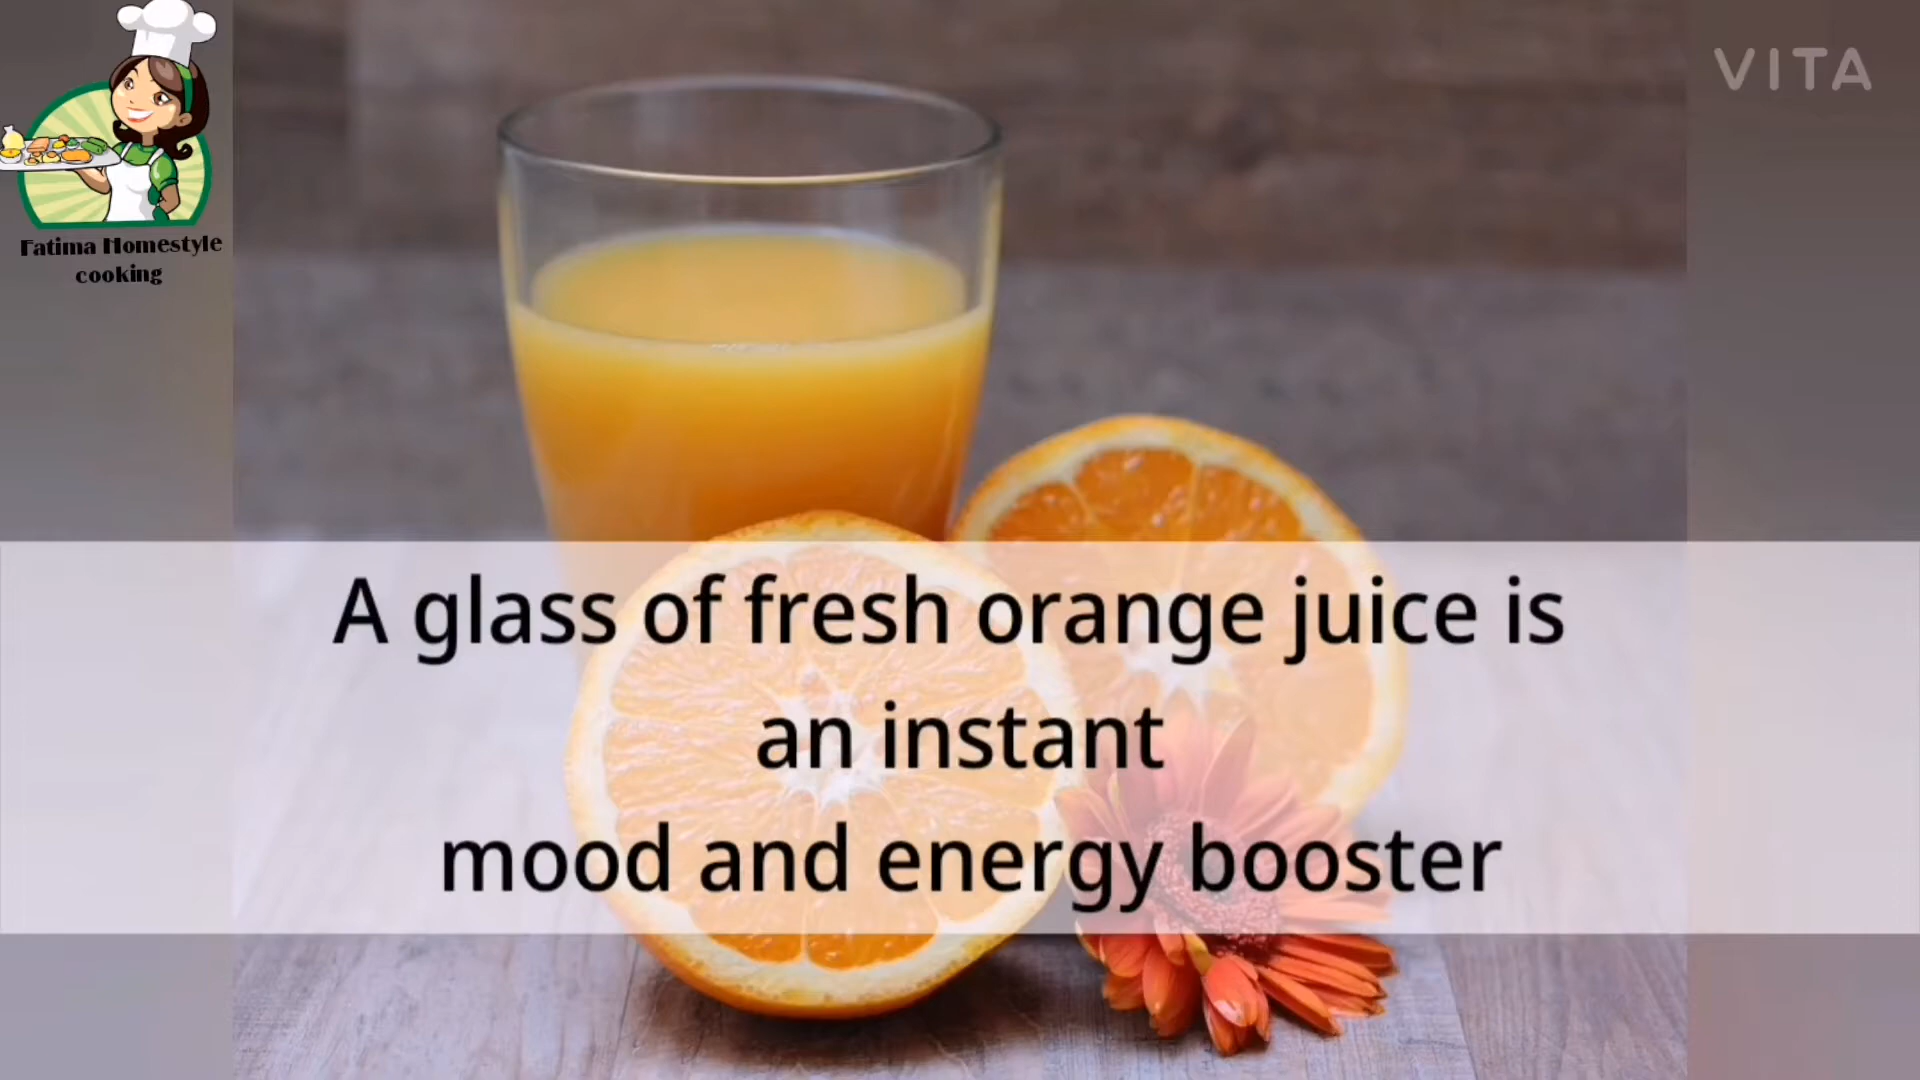 VITA
Fatima Homestyle
cooking
A glass of fresh orange juice is
an instant
mood and energy booster